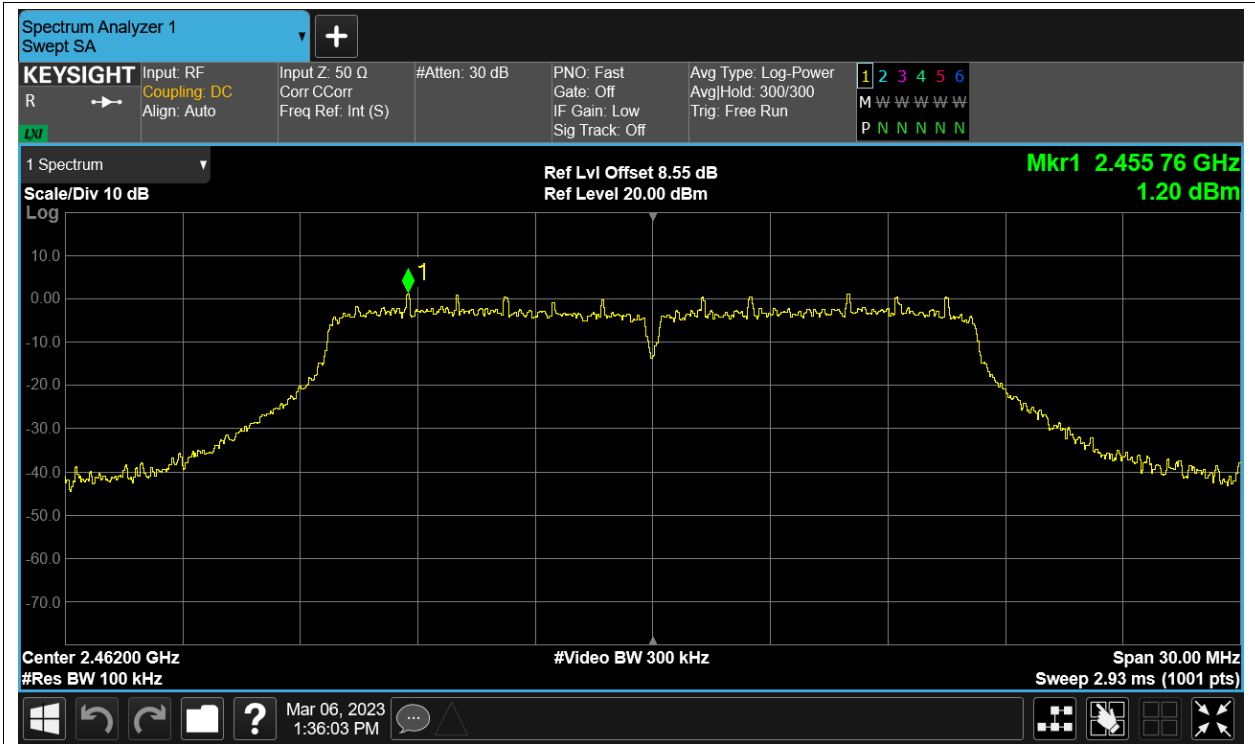 Spectrum Analyzer 1
Swept SA
+
KEYSIGHT
R
LXI
Input: RF
Coupling: DC
Align: Auto
Input Z: 50 Ω
Corr CCorr
Freq Ref: Int (S)
#Atten: 30 dB
PNO: Fast
Gate: Off
IF Gain: Low
Sig Track: Off
Avg Type: Log-Power
Avg|Hold: 300/300
Trig: Free Run
1 2 3 4 5 6
M W W W W W
P N N N N N
1 Spectrum
Scale/Div 10 dB
Log
Ref Lvl Offset 8.55 dB
Ref Level 20.00 dBm
Mkr1 2.455 76 GHz
1.20 dBm
1
10.0
0.00
-10.0
-20.0
-30.0
-40.0
-50.0
-60.0
-70.0
Center 2.46200 GHz
#Res BW 100 kHz
#Video BW 300 kHz
Span 30.00 MHz
Sweep 2.93 ms (1001 pts)
?
Mar 06, 2023
1:36:03 PM